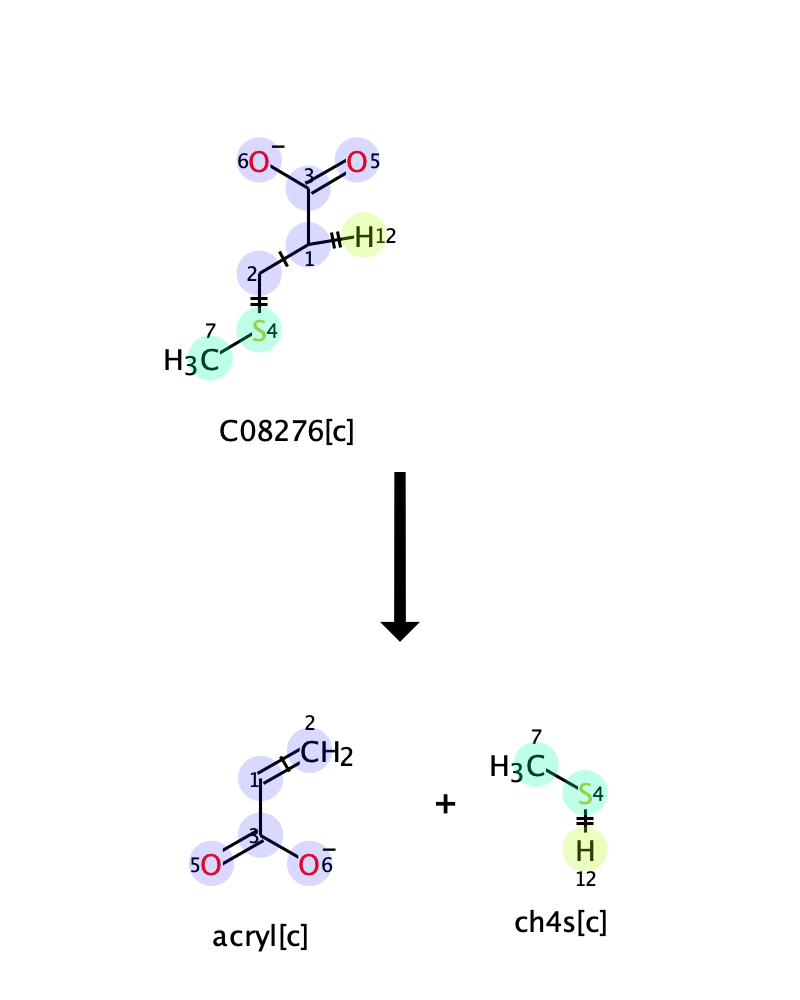 6O− O5
3
H12
1
2
S4
7
H3C
C08276[c]
2
CH2
1
3
5O O6−
acryl[c]
+
7
H3C
S4
H
12
ch4s[c]